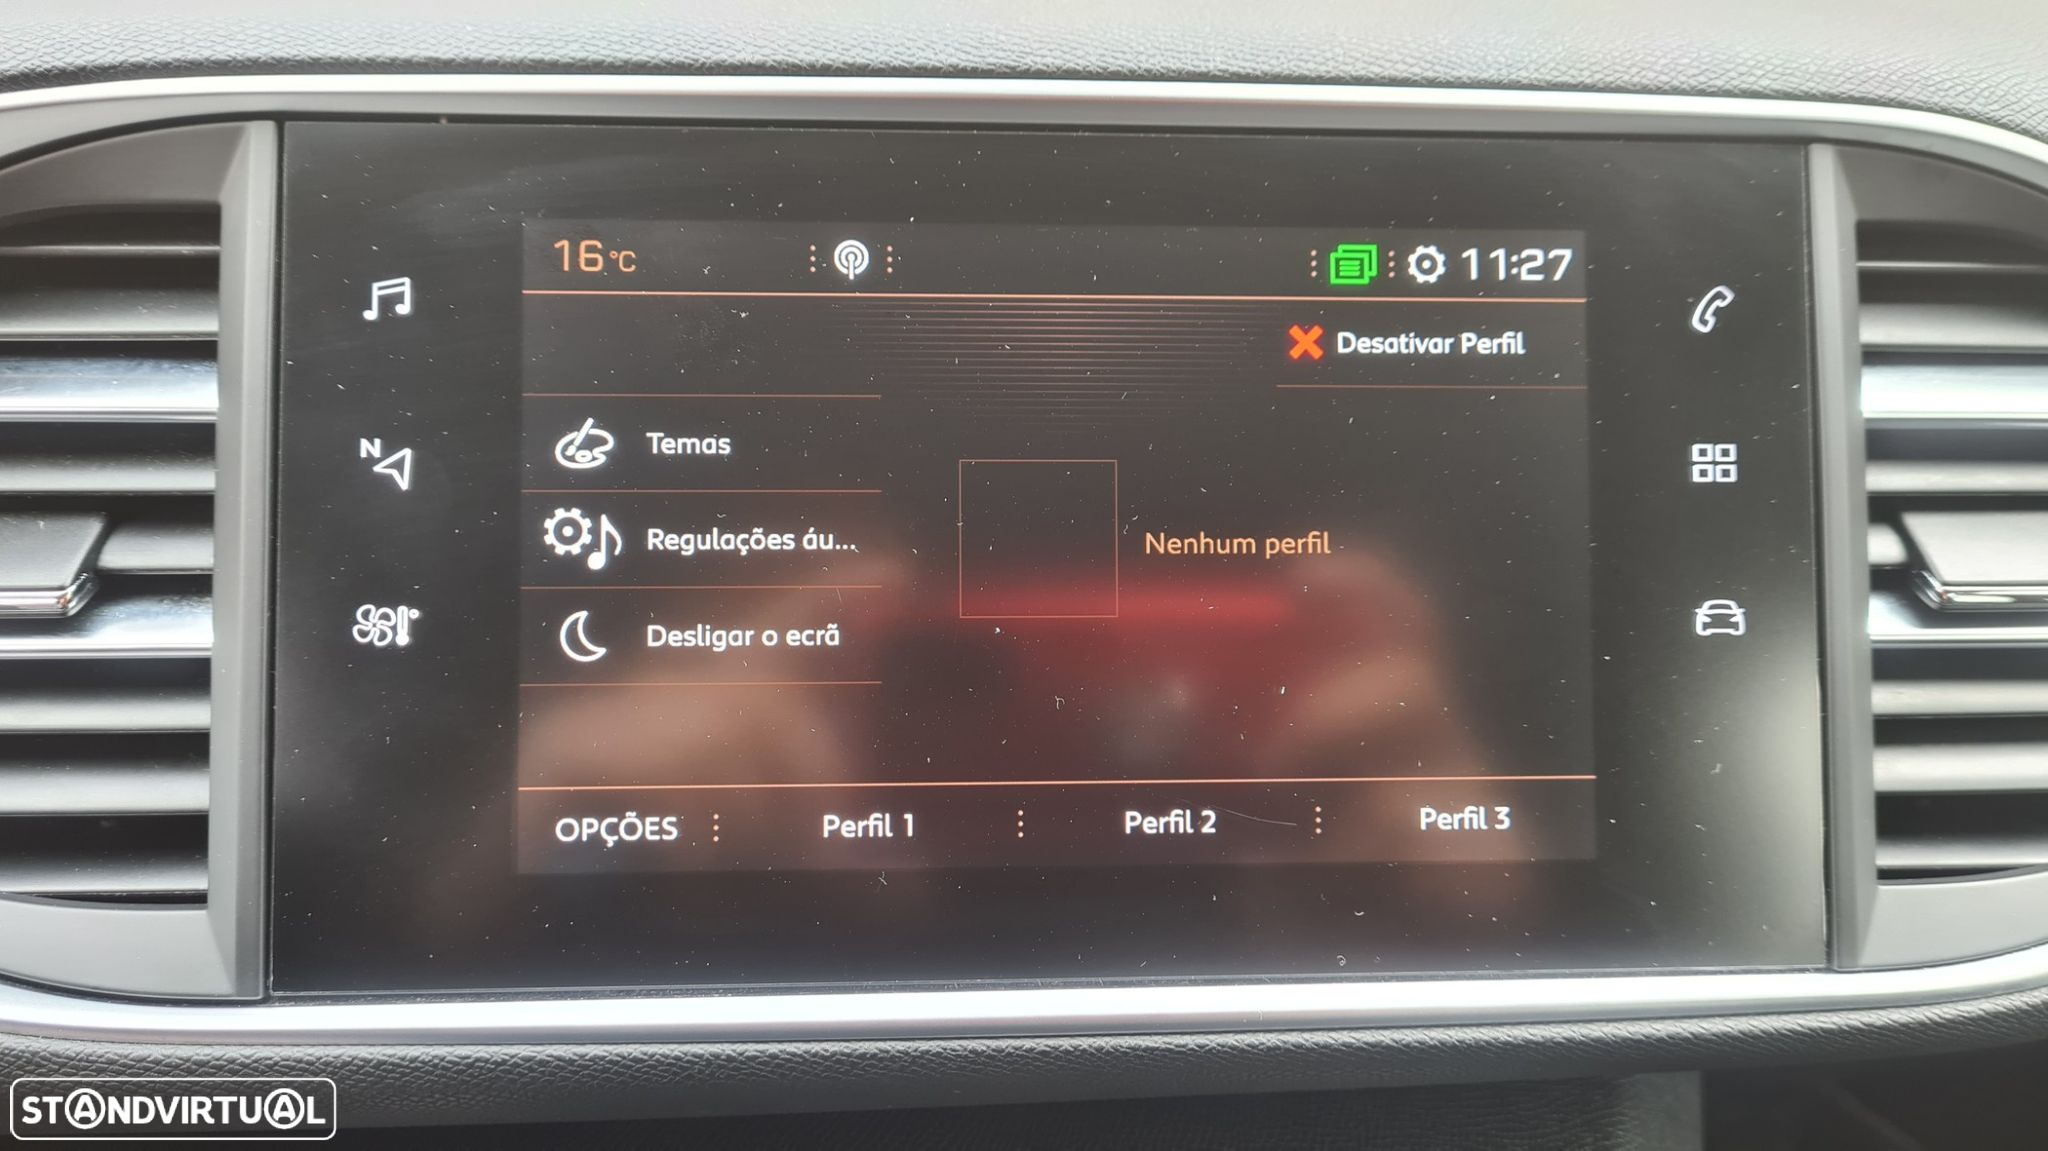 16°C
11:27
Desativar Perfil
N
Temas
Regulações áu...
Nenhum perfil
Desligar o ecrã
OPÇÕES
Perfil 1
Perfil 2
Perfil 3
STANDVIRTUAL